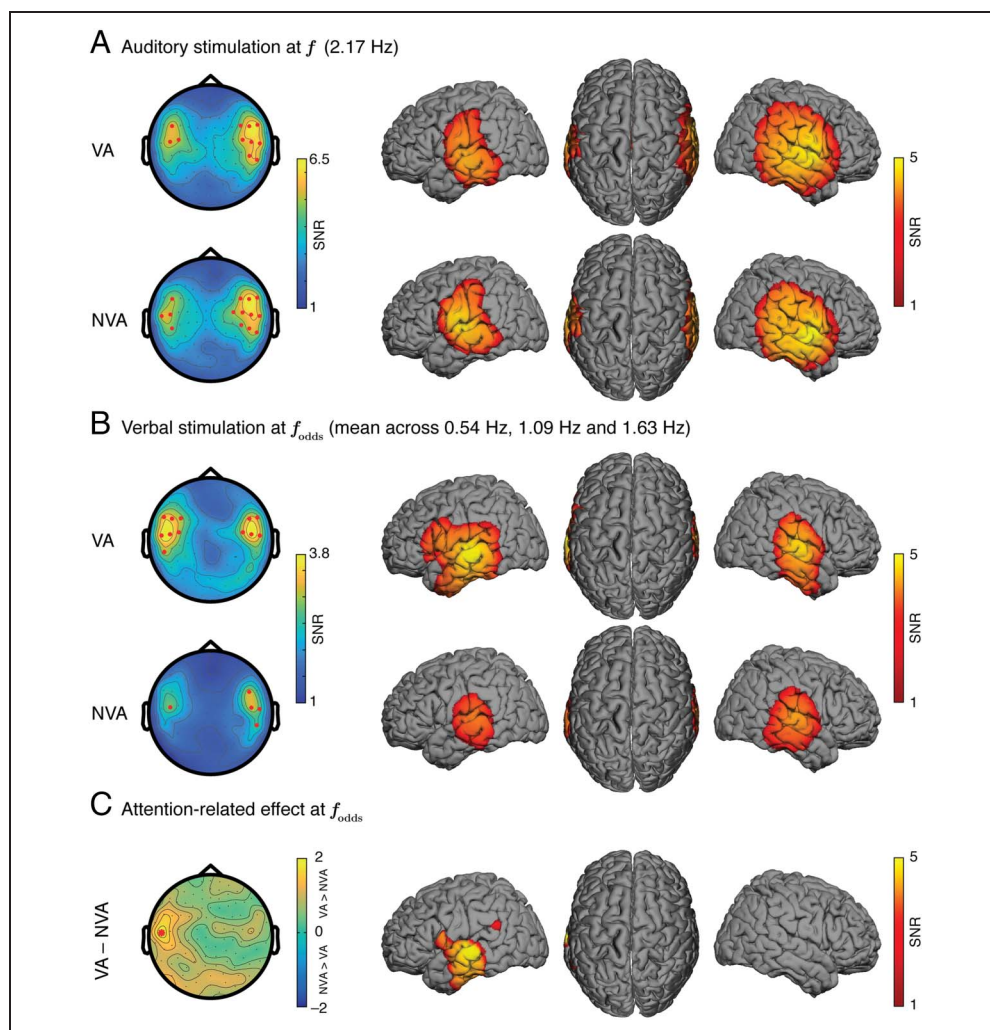 A Auditory stimulation at f (2.17 Hz)
VA
6.5
SNR
1
5
SNR
1
NVA
B Verbal stimulation at f_odds (mean across 0.54 Hz, 1.09 Hz and 1.63 Hz)
VA
3.8
SNR
1
5
SNR
1
NVA
C Attention-related effect at f_odds
VA – NVA
2
VA > NVA
0
NVA > VA
–2
5
SNR
1